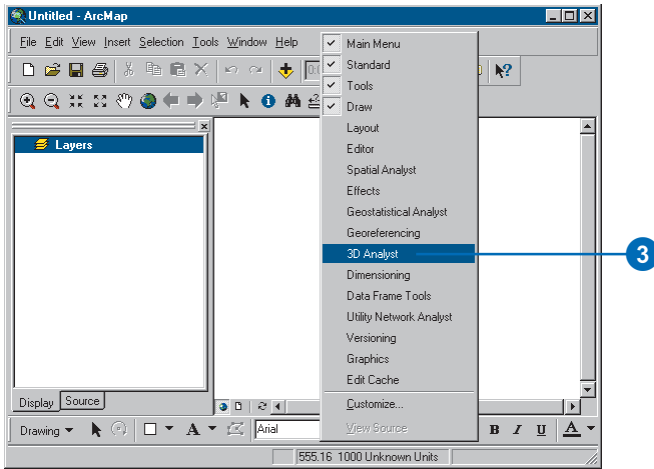 Untitled - ArcMap
File Edit View Insert Selection Tools Window Help
Main Menu
Standard
Tools
Draw
Layout
Editor
Spatial Analyst
Effects
Geostatistical Analyst
Georeferencing
3D Analyst
3
Dimensioning
Data Frame Tools
Utility Network Analyst
Versioning
Graphics
Edit Cache
Customize...
View Source
Layers
Display Source
Drawing A Arial B I U A
555.16 1000 Unknown Units